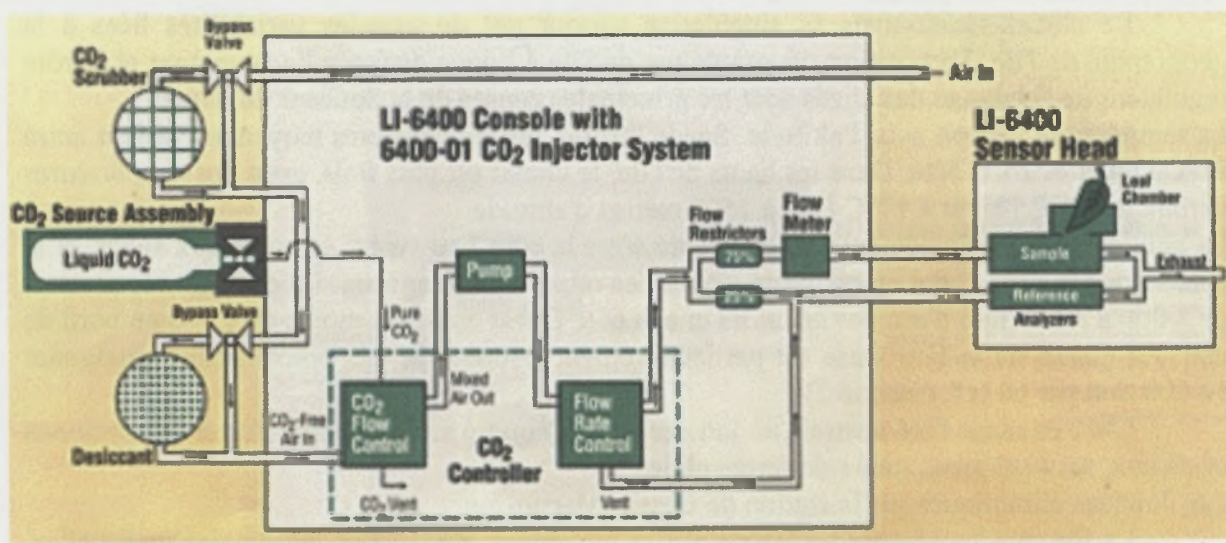 Bypass
Valve
CO2
Scrubber
Air In
LI-6400 Console with
6400-01 CO2 Injector System
LI-6400
Sensor Head
Leaf
Chamber
CO2 Source Assembly
Liquid CO2
Flow
Restrictors
Flow
Meter
75%
Sample
Exhaust
Pump
Reference
Analyzers
Bypass Valve
Pure
CO2
Mixed
Air Out
CO2-Free
Air In
CO2
Flow
Control
Flow
Rate
Control
CO2
Controller
Desiccant
CO2 Vent
Vent